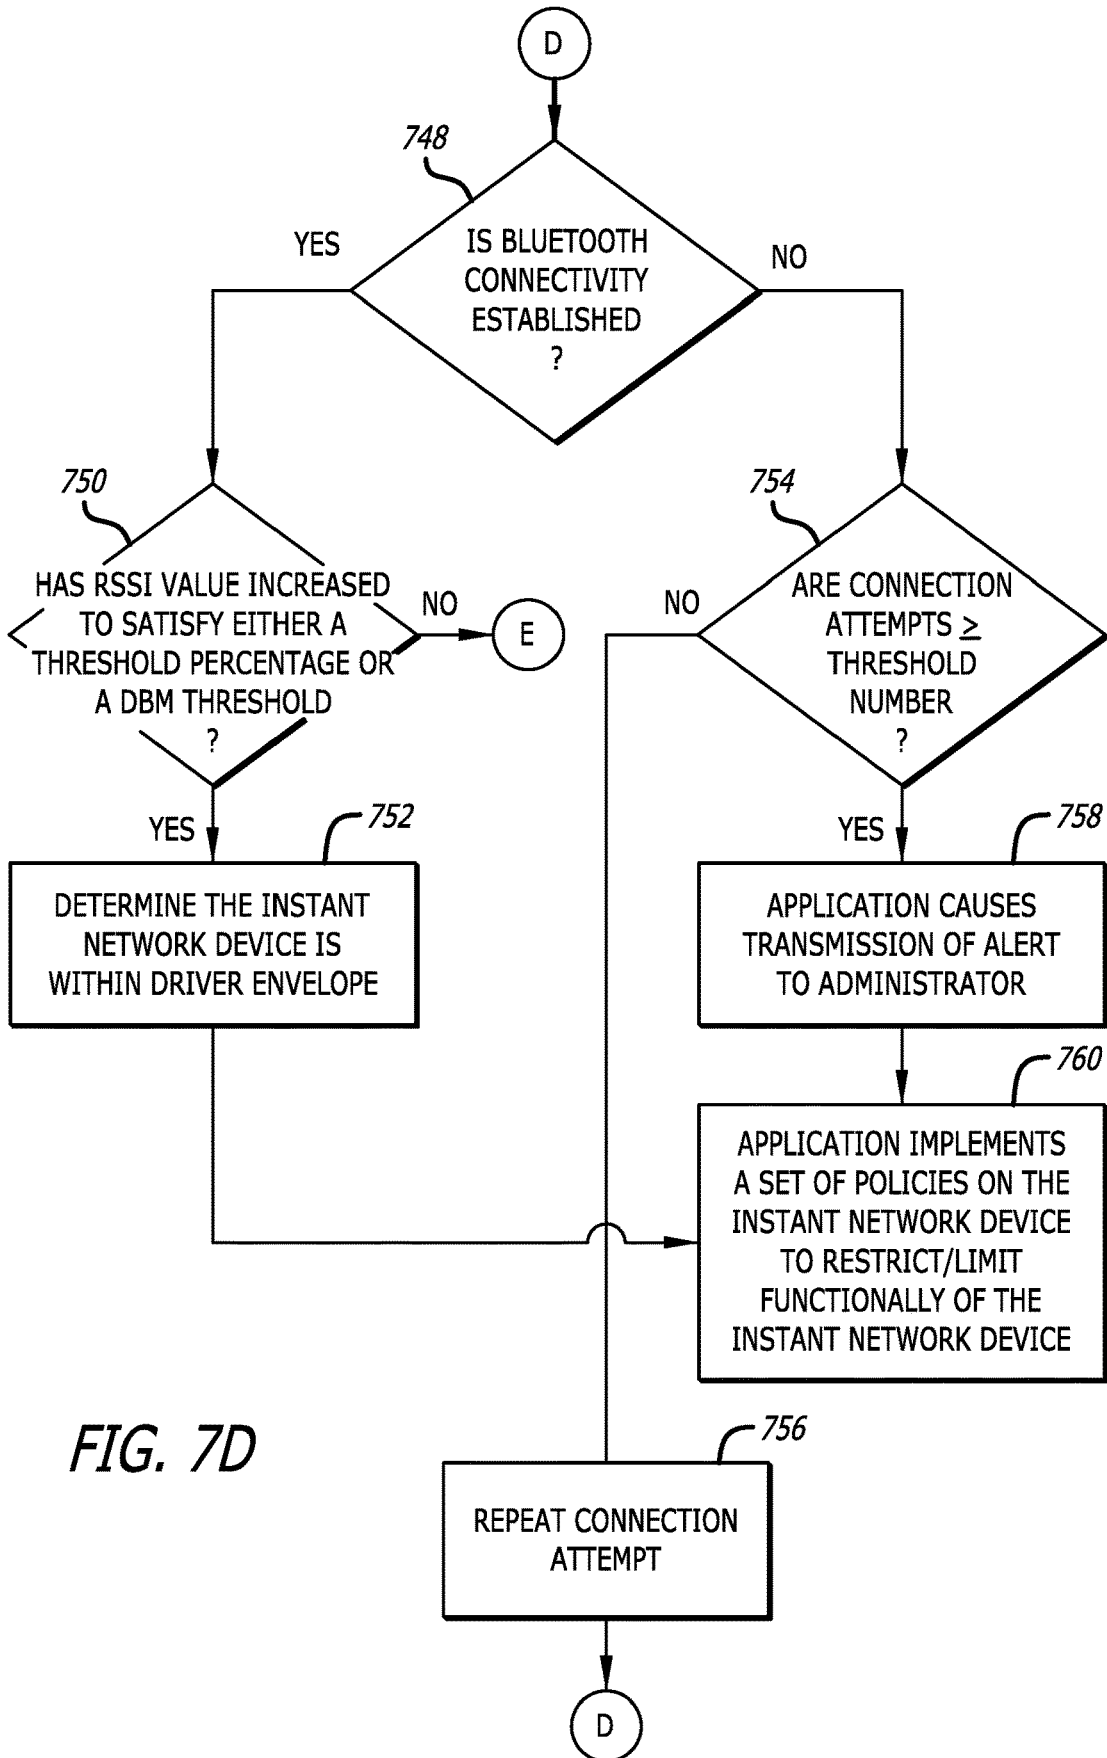 D
748
IS BLUETOOTH
CONNECTIVITY
ESTABLISHED
?
YES
NO
750
HAS RSSI VALUE INCREASED
TO SATISFY EITHER A
THRESHOLD PERCENTAGE OR
A DBM THRESHOLD
?
NO
E
YES
754
ARE CONNECTION
ATTEMPTS ≥
THRESHOLD
NUMBER
?
NO
YES
752
DETERMINE THE INSTANT
NETWORK DEVICE IS
WITHIN DRIVER ENVELOPE
758
APPLICATION CAUSES
TRANSMISSION OF ALERT
TO ADMINISTRATOR
760
APPLICATION IMPLEMENTS
A SET OF POLICIES ON THE
INSTANT NETWORK DEVICE
TO RESTRICT/LIMIT
FUNCTIONALLY OF THE
INSTANT NETWORK DEVICE
FIG. 7D
756
REPEAT CONNECTION
ATTEMPT
D